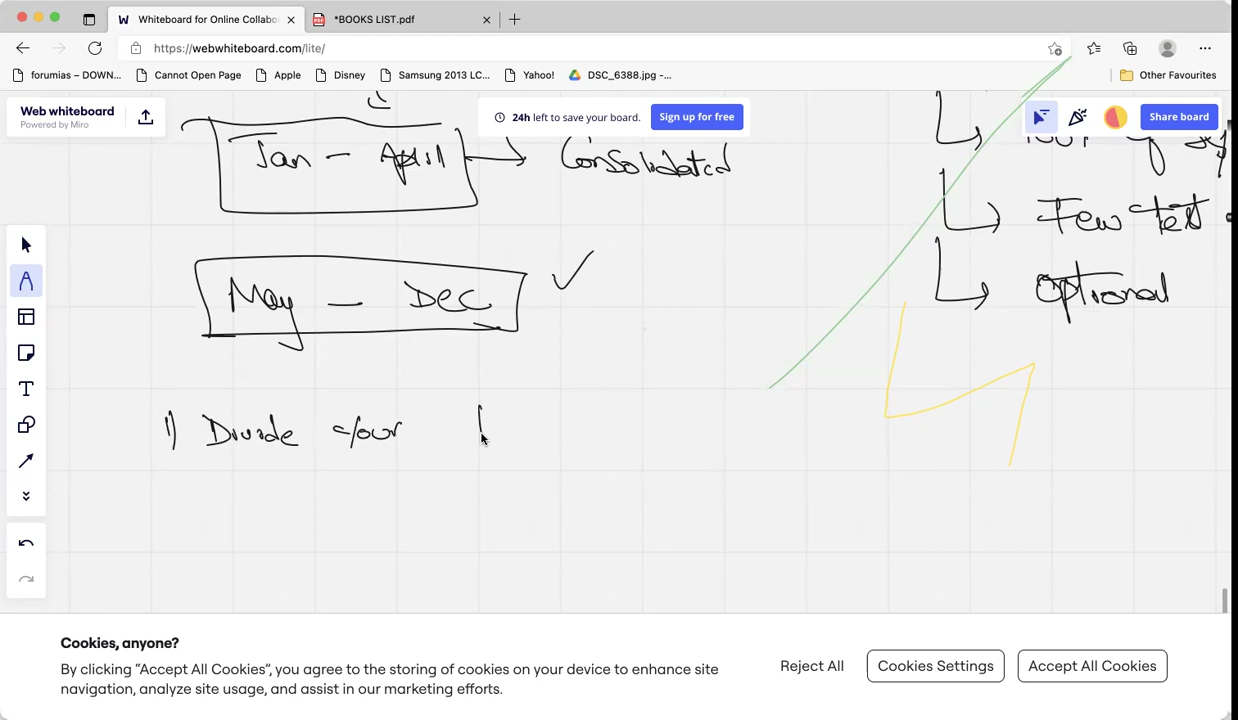 Whiteboard for Online Collabo
*BOOKS LIST.pdf
https://webwhiteboard.com/lite/
forumias – DOWN...
Cannot Open Page
Apple
Disney
Samsung 2013 LC...
Yahoo!
DSC_6388.jpg -...
Other Favourites
Web whiteboard
Powered by Miro
24h left to save your board.
Sign up for free
Share board
Jan - April → Consolidated
Few test
May - Dec ✓
Optional
1) Divide your
Cookies, anyone?
By clicking “Accept All Cookies”, you agree to the storing of cookies on your device to enhance site
navigation, analyze site usage, and assist in our marketing efforts.
Reject All
Cookies Settings
Accept All Cookies